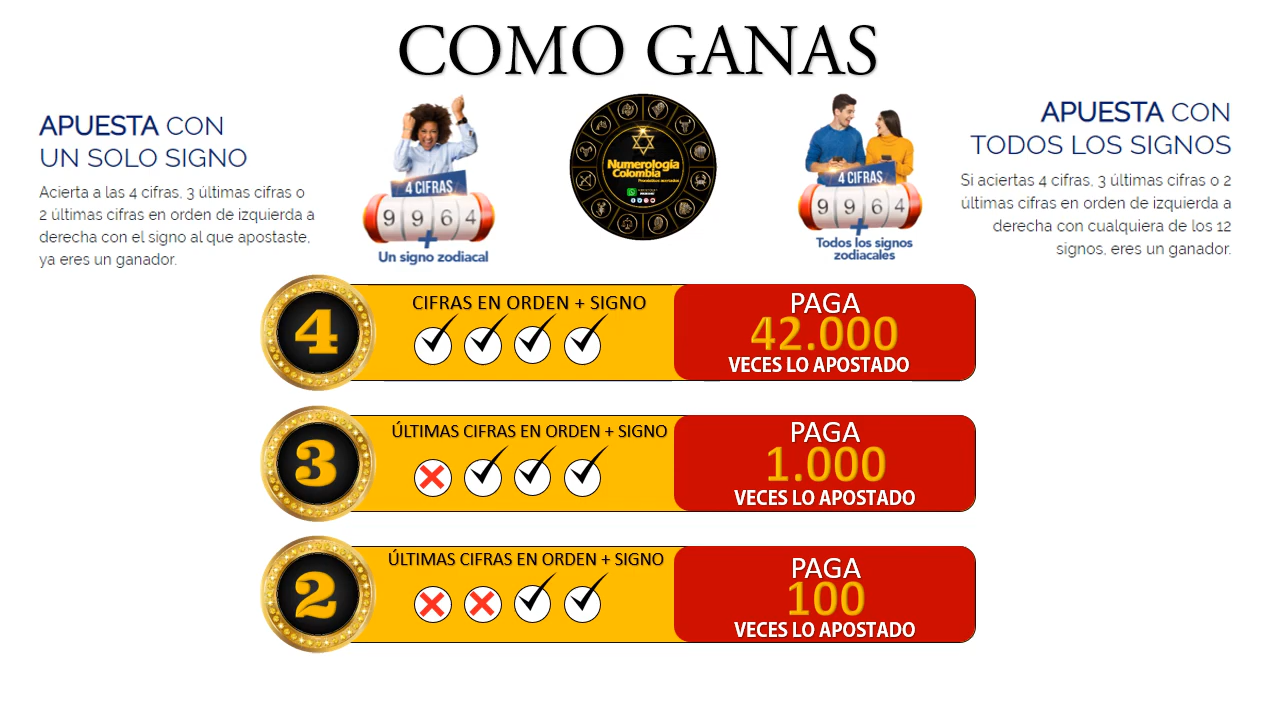 COMO GANAS
APUESTA CON
UN SOLO SIGNO
Acierta a las 4 cifras, 3 últimas cifras o
2 últimas cifras en orden de izquierda a
derecha con el signo al que apostaste,
ya eres un ganador.
4 CIFRAS
9 9 6 4
+
Un signo zodiacal
Numerología
Colombia
4 CIFRAS
9 9 6 4
+
Todos los signos
zodiacales
APUESTA CON
TODOS LOS SIGNOS
Si aciertas 4 cifras, 3 últimas cifras o 2
últimas cifras en orden de izquierda a
derecha con cualquiera de los 12
signos, eres un ganador.
4
CIFRAS EN ORDEN + SIGNO
PAGA
42.000
VECES LO APOSTADO
3
ÚLTIMAS CIFRAS EN ORDEN + SIGNO
PAGA
1.000
VECES LO APOSTADO
2
ÚLTIMAS CIFRAS EN ORDEN + SIGNO
PAGA
100
VECES LO APOSTADO